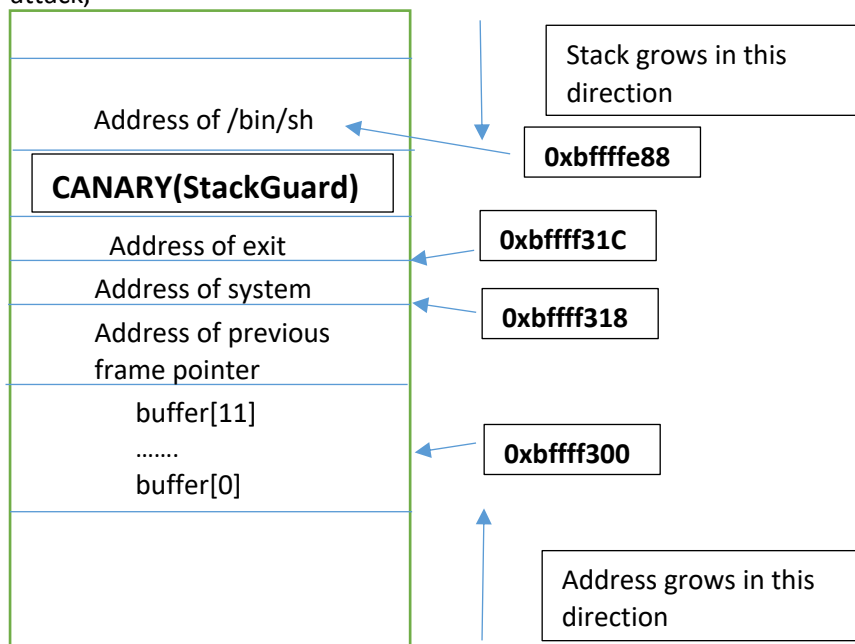 attack)
Stack grows in this
direction
Address of /bin/sh
0xbffffe88
CANARY(StackGuard)
0xbffff31C
Address of exit
Address of system
0xbffff318
Address of previous
frame pointer
buffer[11]
…….
0xbffff300
buffer[0]
Address grows in this
direction